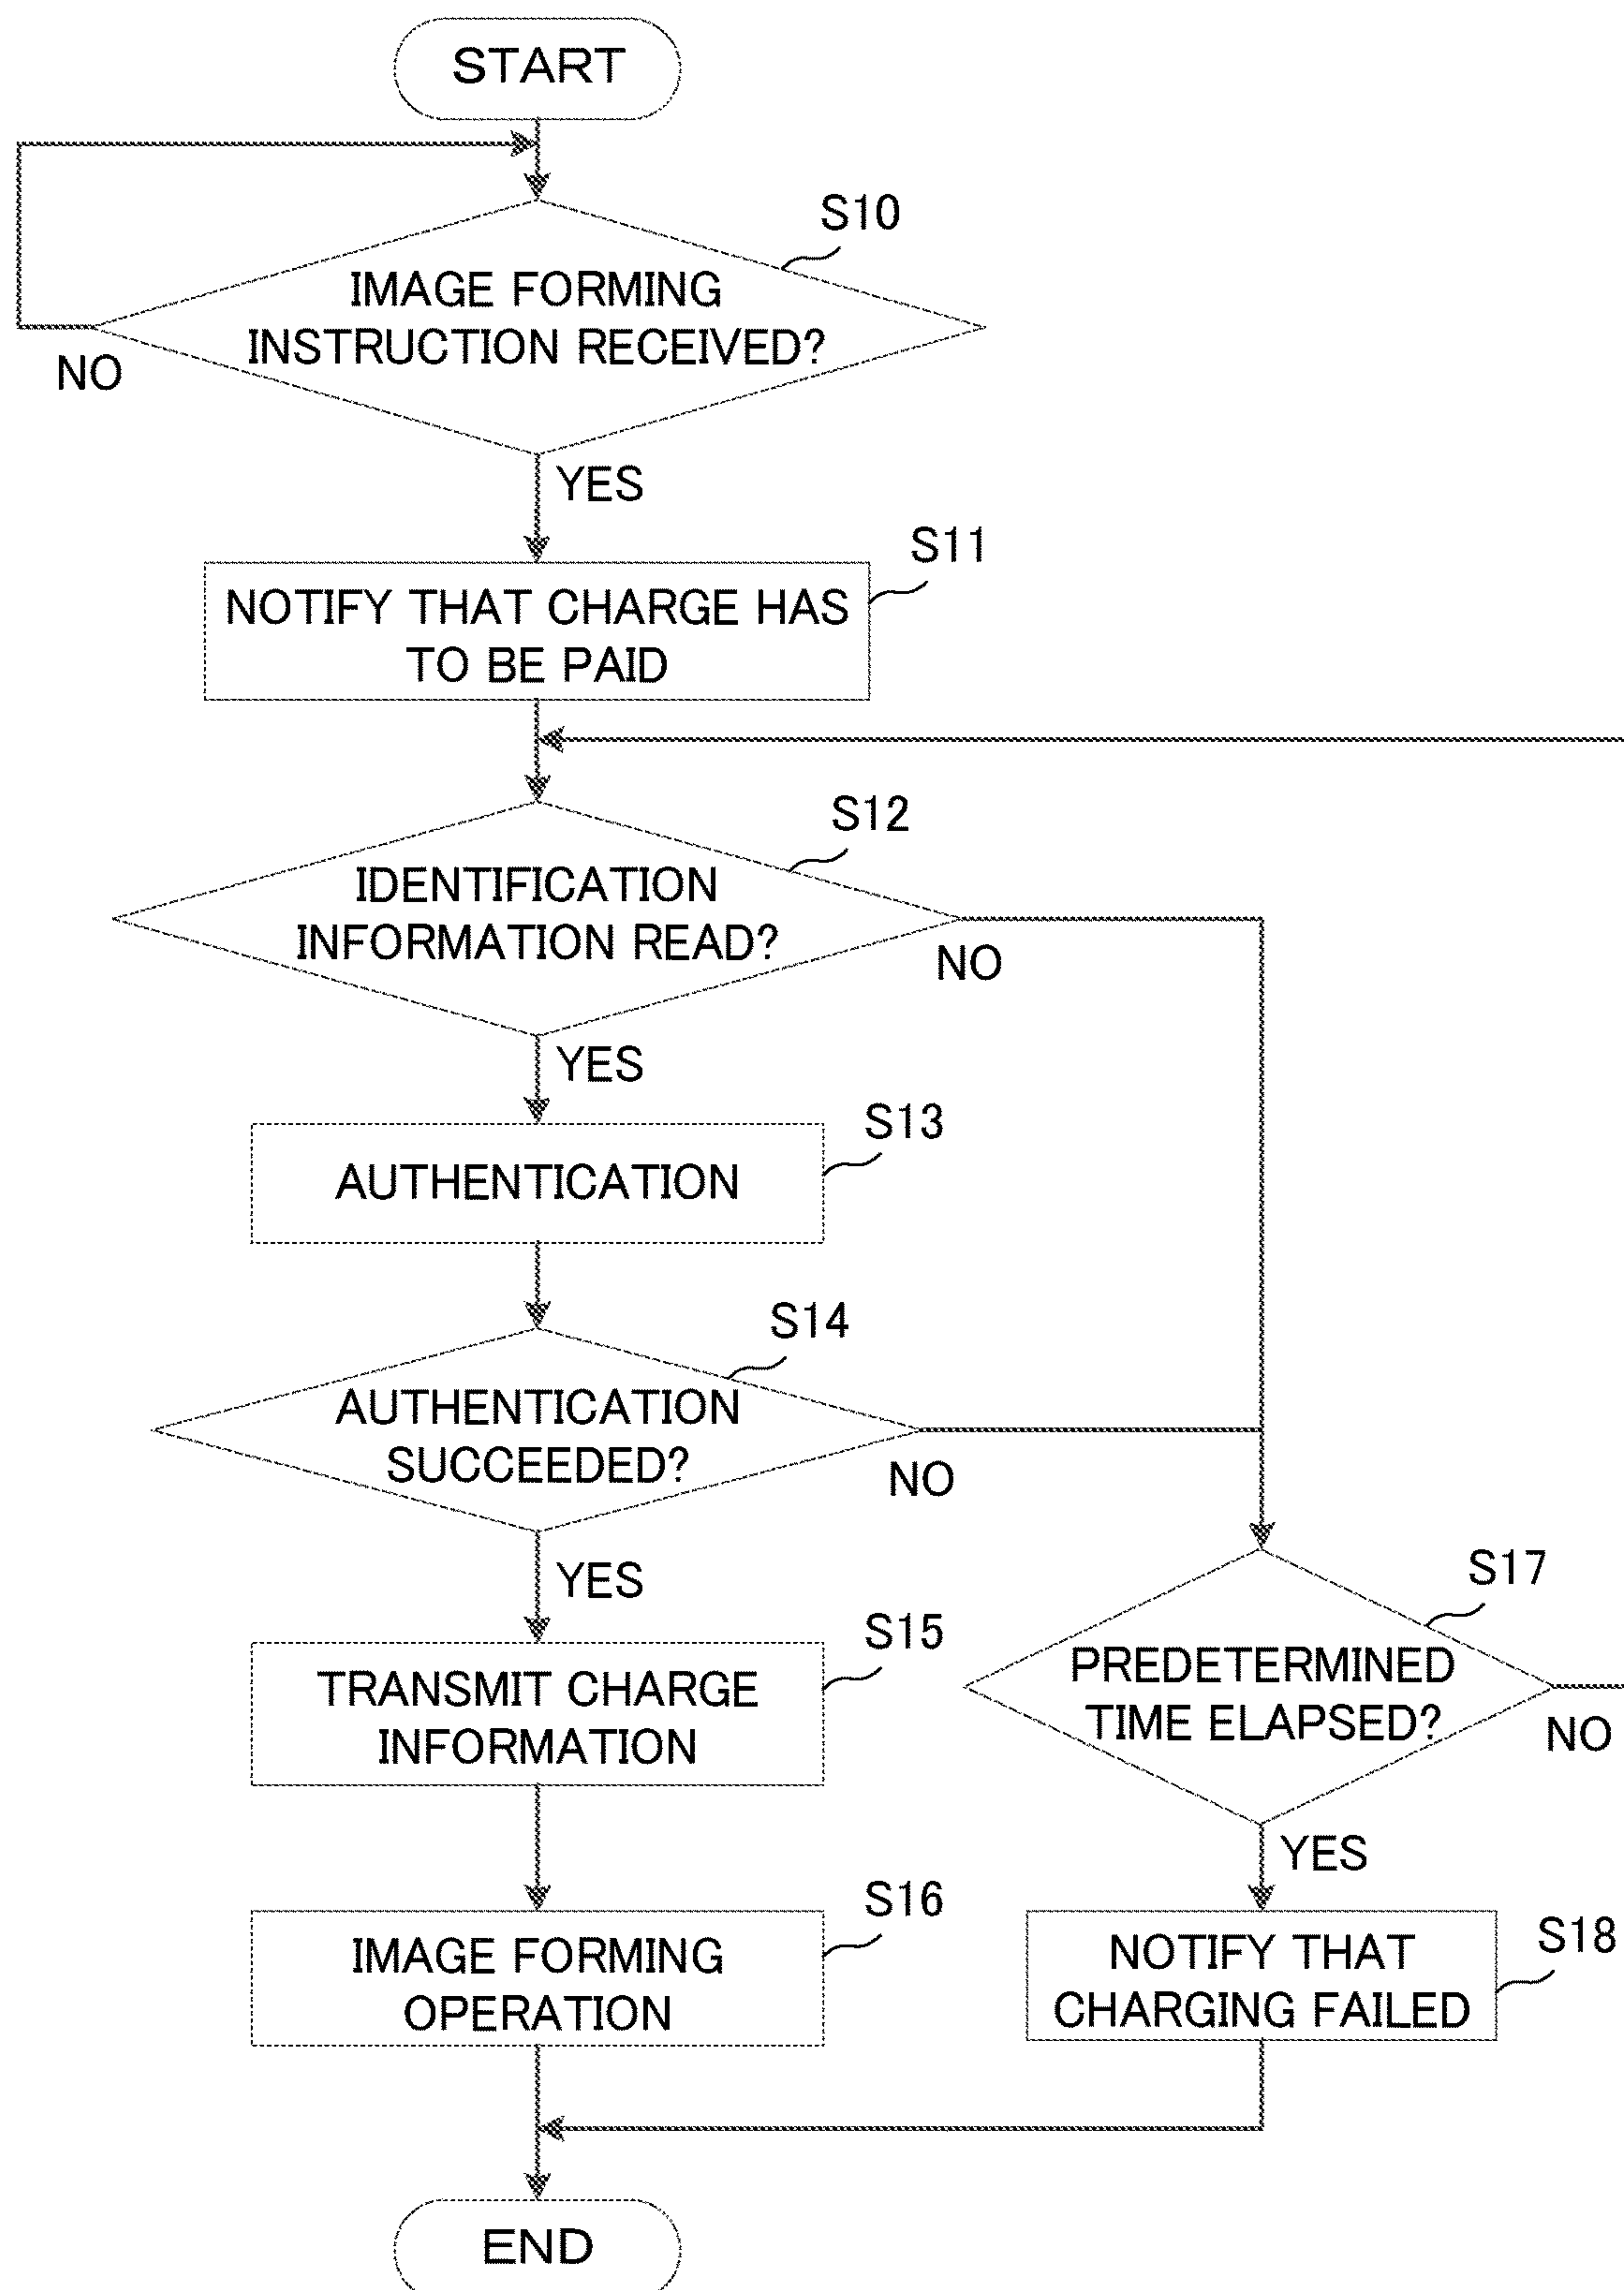 START
S10
IMAGE FORMING
INSTRUCTION RECEIVED?
NO
YES
S11
NOTIFY THAT CHARGE HAS
TO BE PAID
S12
IDENTIFICATION
INFORMATION READ?
NO
YES
S13
AUTHENTICATION
S14
AUTHENTICATION
SUCCEEDED?
NO
YES
S17
PREDETERMINED
TIME ELAPSED?
NO
YES
S15
TRANSMIT CHARGE
INFORMATION
S16
IMAGE FORMING
OPERATION
S18
NOTIFY THAT
CHARGING FAILED
END